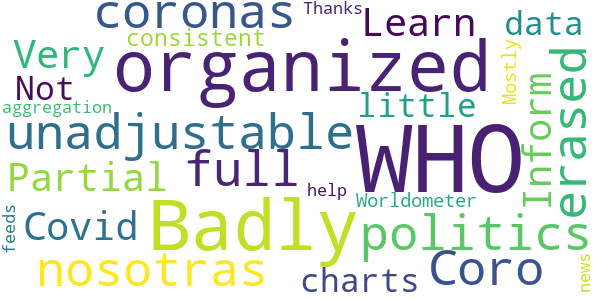 coronas
Thanks
Learn
data
Very
consistent
organized
Mostly
erased
Not
aggregation
little
Inform
unadjustable
WHO
full
Partial
help
Worldometer
Badly
politics
feeds
Covid
nosotras
charts
Coro
news